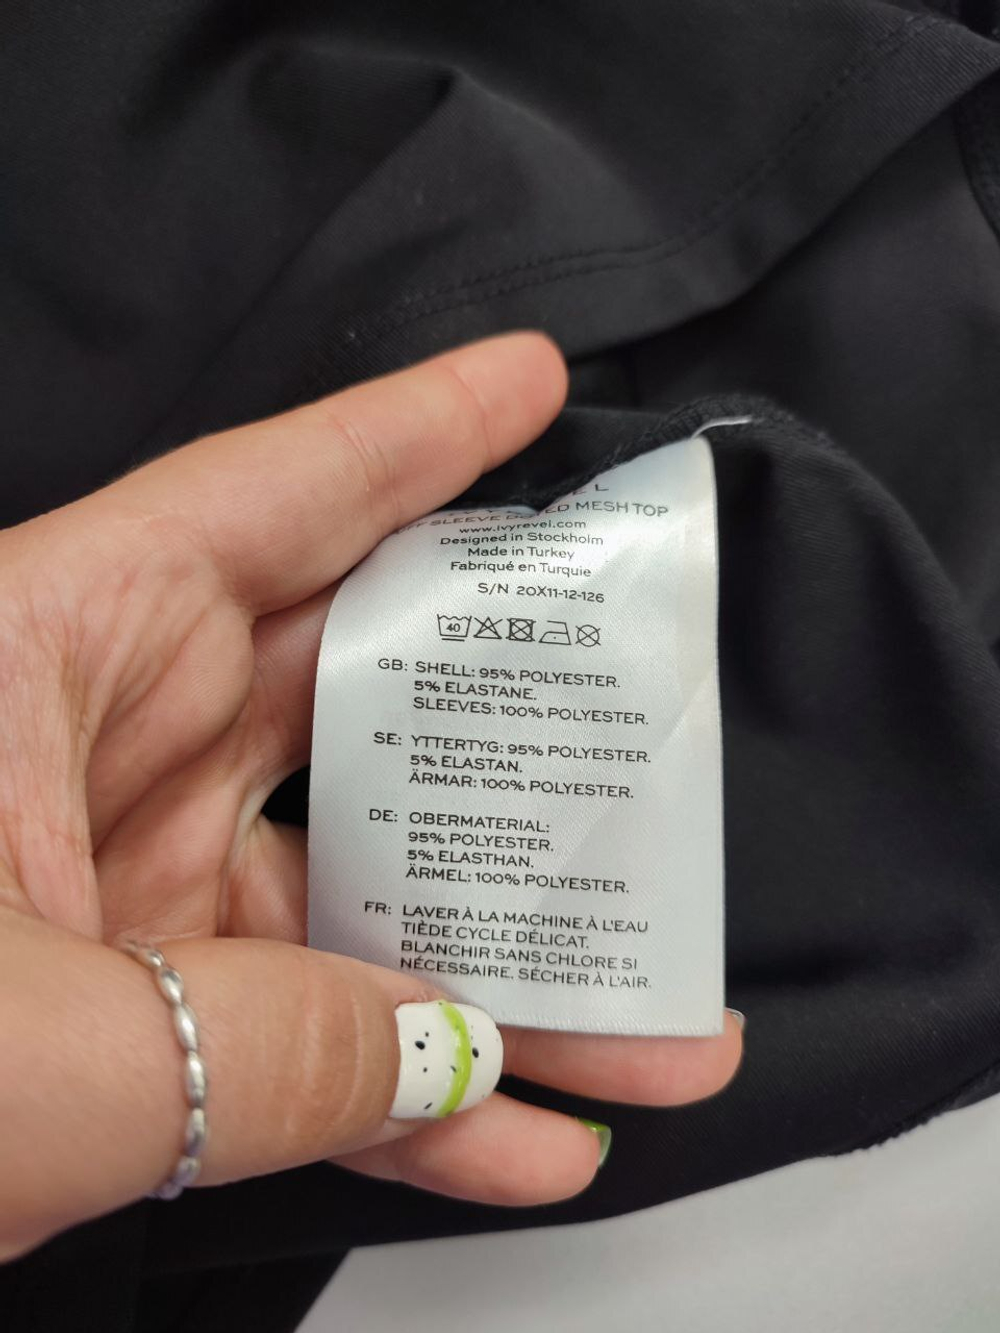 SLEEVE DOTTED MESH TOP
www.ivyrevel.com
Designed in Stockholm
Made in Turkey
Fabriqué en Turquie
S/N 20X11-12-126
40
GB: SHELL: 95% POLYESTER.
5% ELASTANE.
SLEEVES: 100% POLYESTER.
SE: YTTERTYG: 95% POLYESTER.
5% ELASTAN.
ÄRMAR: 100% POLYESTER.
DE: OBERMATERIAL:
95% POLYESTER.
5% ELASTHAN.
ÄRMEL: 100% POLYESTER.
FR: LAVER À LA MACHINE À L'EAU
TIÈDE CYCLE DÉLICAT.
BLANCHIR SANS CHLORE SI
NÉCESSAIRE. SÉCHER À L'AIR.